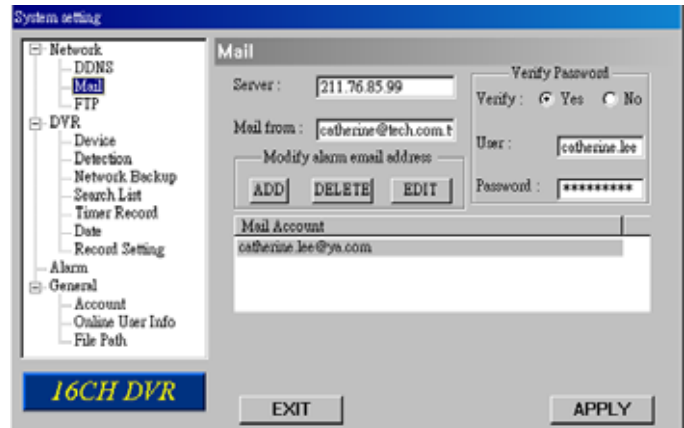 System setting
Network
DDNS
Mail
FTP
DVR
Device
Detection
Network Backup
Search List
Timer Record
Date
Record Setting
Alarm
General
Account
Online User Info
File Path
16CH DVR
Mail
Server : 211.76.85.99
Mail from : catherine@tech.com.t
Modify alarm email address
ADD DELETE EDIT
Verify Password
Verify : Yes No
User : catherine.lee
Password : *********
Mail Account
catherine.lee@ya.com
EXIT APPLY